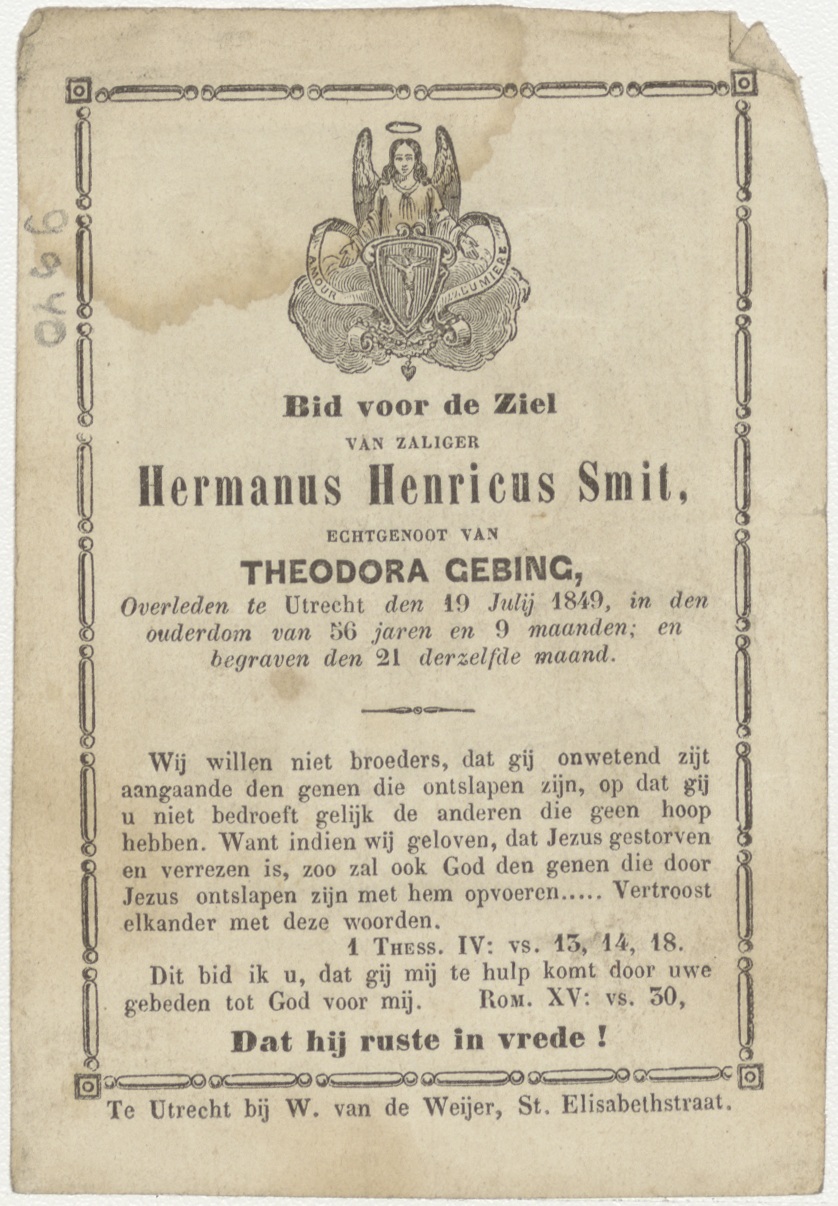 AMOUR LUMIERE
Bid voor de Ziel
VAN ZALIGER
Hermanus Henricus Smit,
ECHTGENOOT VAN
THEODORA GEBING,
Overleden te Utrecht den 19 Julij 1849, in den
ouderdom van 56 jaren en 9 maanden; en
begraven den 21 derzelfde maand.
Wij willen niet broeders, dat gij onwetend zijt
aangaande den genen die ontslapen zijn, op dat gij
u niet bedroeft gelijk de anderen die geen hoop
hebben. Want indien wij geloven, dat Jezus gestorven
en verrezen is, zoo zal ook God den genen die door
Jezus ontslapen zijn met hem opvoeren..... Vertroost
elkander met deze woorden.
1 THESS. IV: vs. 13, 14, 18.
Dit bid ik u, dat gij mij te hulp komt door uwe
gebeden tot God voor mij. ROM. XV: vs. 30,
Dat hij ruste in vrede !
Te Utrecht bij W. van de Weijer, St. Elisabethstraat.